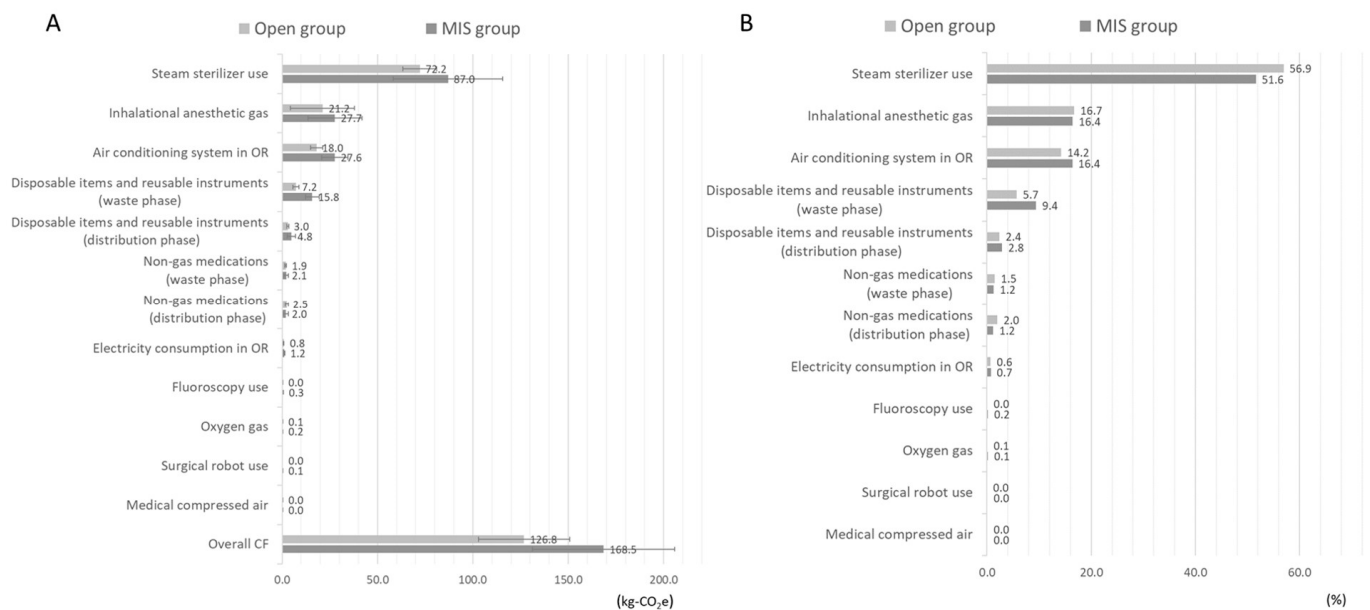 A
Open group
MIS group
Steam sterilizer use
72.2
87.0
Inhalational anesthetic gas
21.2
27.7
Air conditioning system in OR
18.0
27.6
Disposable items and reusable instruments
(waste phase)
7.2
15.8
Disposable items and reusable instruments
(distribution phase)
3.0
4.8
Non-gas medications
(waste phase)
1.9
2.1
Non-gas medications
(distribution phase)
2.5
2.0
Electricity consumption in OR
0.8
1.2
Fluoroscopy use
0.0
0.3
Oxygen gas
0.1
0.2
Surgical robot use
0.0
0.1
Medical compressed air
0.0
0.0
Overall CF
126.8
168.5
0.0 50.0 100.0 150.0 200.0
(kg-CO₂e)
B
Open group
MIS group
Steam sterilizer use
56.9
51.6
Inhalational anesthetic gas
16.7
16.4
Air conditioning system in OR
14.2
16.4
Disposable items and reusable instruments
(waste phase)
5.7
9.4
Disposable items and reusable instruments
(distribution phase)
2.4
2.8
Non-gas medications
(waste phase)
1.5
1.2
Non-gas medications
(distribution phase)
2.0
1.2
Electricity consumption in OR
0.6
0.7
Fluoroscopy use
0.0
0.2
Oxygen gas
0.1
0.1
Surgical robot use
0.0
0.0
Medical compressed air
0.0
0.0
0.0 20.0 40.0 60.0
(%)